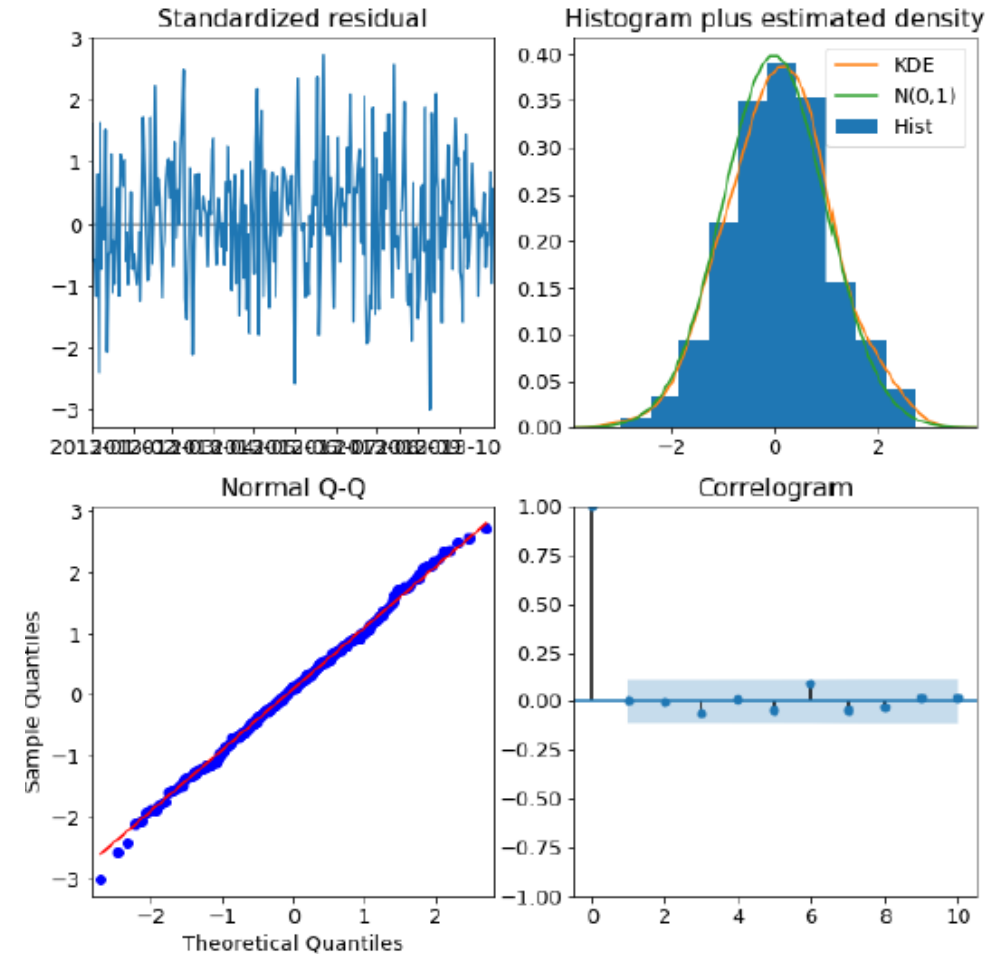 Standardized residual
3
2
1
0
−1
−2
−3
Histogram plus estimated density
0.40
0.35
0.30
0.25
0.20
0.15
0.10
0.05
0.00
KDE
N(0,1)
Hist
−2 0 2
Normal Q-Q
3
2
1
0
−1
−2
−3
Sample Quantiles
−2 −1 0 1 2
Theoretical Quantiles
Correlogram
1.00
0.75
0.50
0.25
0.00
−0.25
−0.50
−0.75
−1.00
0 2 4 6 8 10